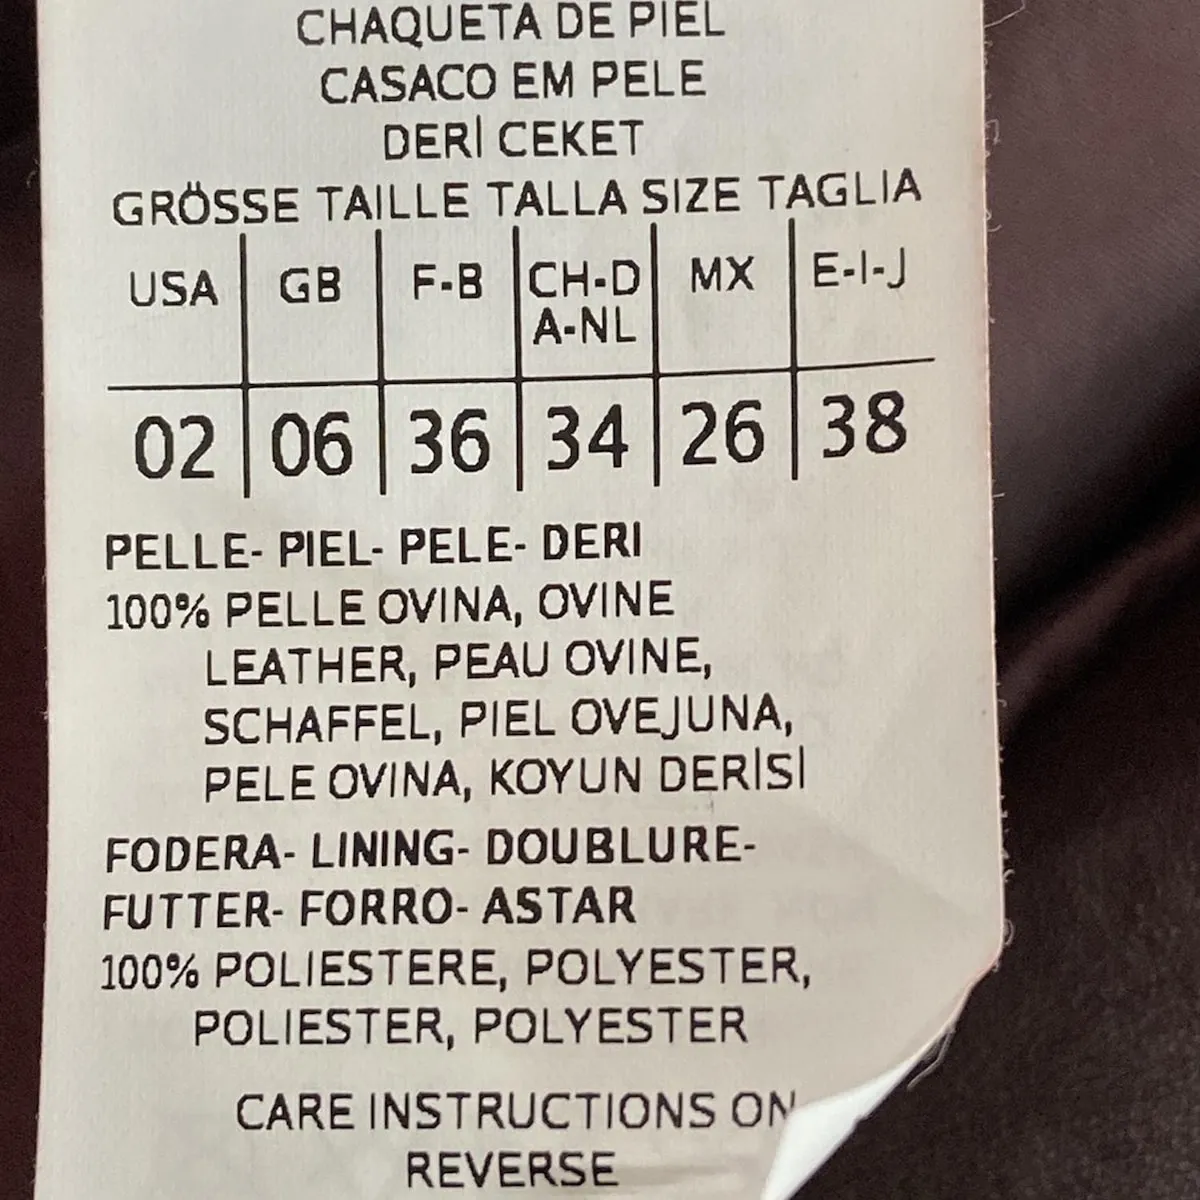 CHAQUETA DE PIEL
CASACO EM PELE
DERİ CEKET
GRÖSSE TAILLE TALLA SIZE TAGLIA
USA GB F-B CH-D A-NL MX E-I-J
02 06 36 34 26 38
PELLE- PIEL- PELE- DERI
100% PELLE OVINA, OVINE
LEATHER, PEAU OVINE,
SCHAFFEL, PIEL OVEJUNA,
PELE OVINA, KOYUN DERİSİ
FODERA- LINING- DOUBLURE-
FUTTER- FORRO- ASTAR
100% POLIESTERE, POLYESTER,
POLIESTER, POLYESTER
CARE INSTRUCTIONS ON
REVERSE